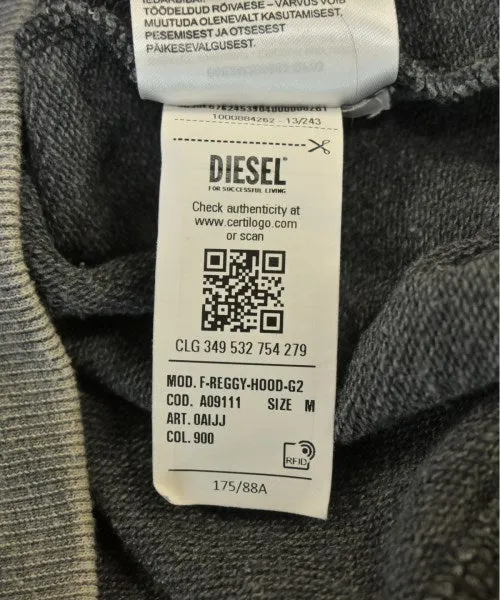 TÖÖDELDUD RÕIVAESE – VÄRVUS VÕIB
MUUTUDA OLENEVALT KASUTAMISEST,
PESEMISEST JA OTSESEST
PÄIKESEVALGUSEST.
1000884262 - 13/243
DIESEL
FOR SUCCESSFUL LIVING
Check authenticity at
www.certilogo.com
or scan
CLG 349 532 754 279
MOD. F-REGGY-HOOD-G2
COD. A09111 SIZE M
ART. 0AIJJ
COL. 900
RFID
175/88A